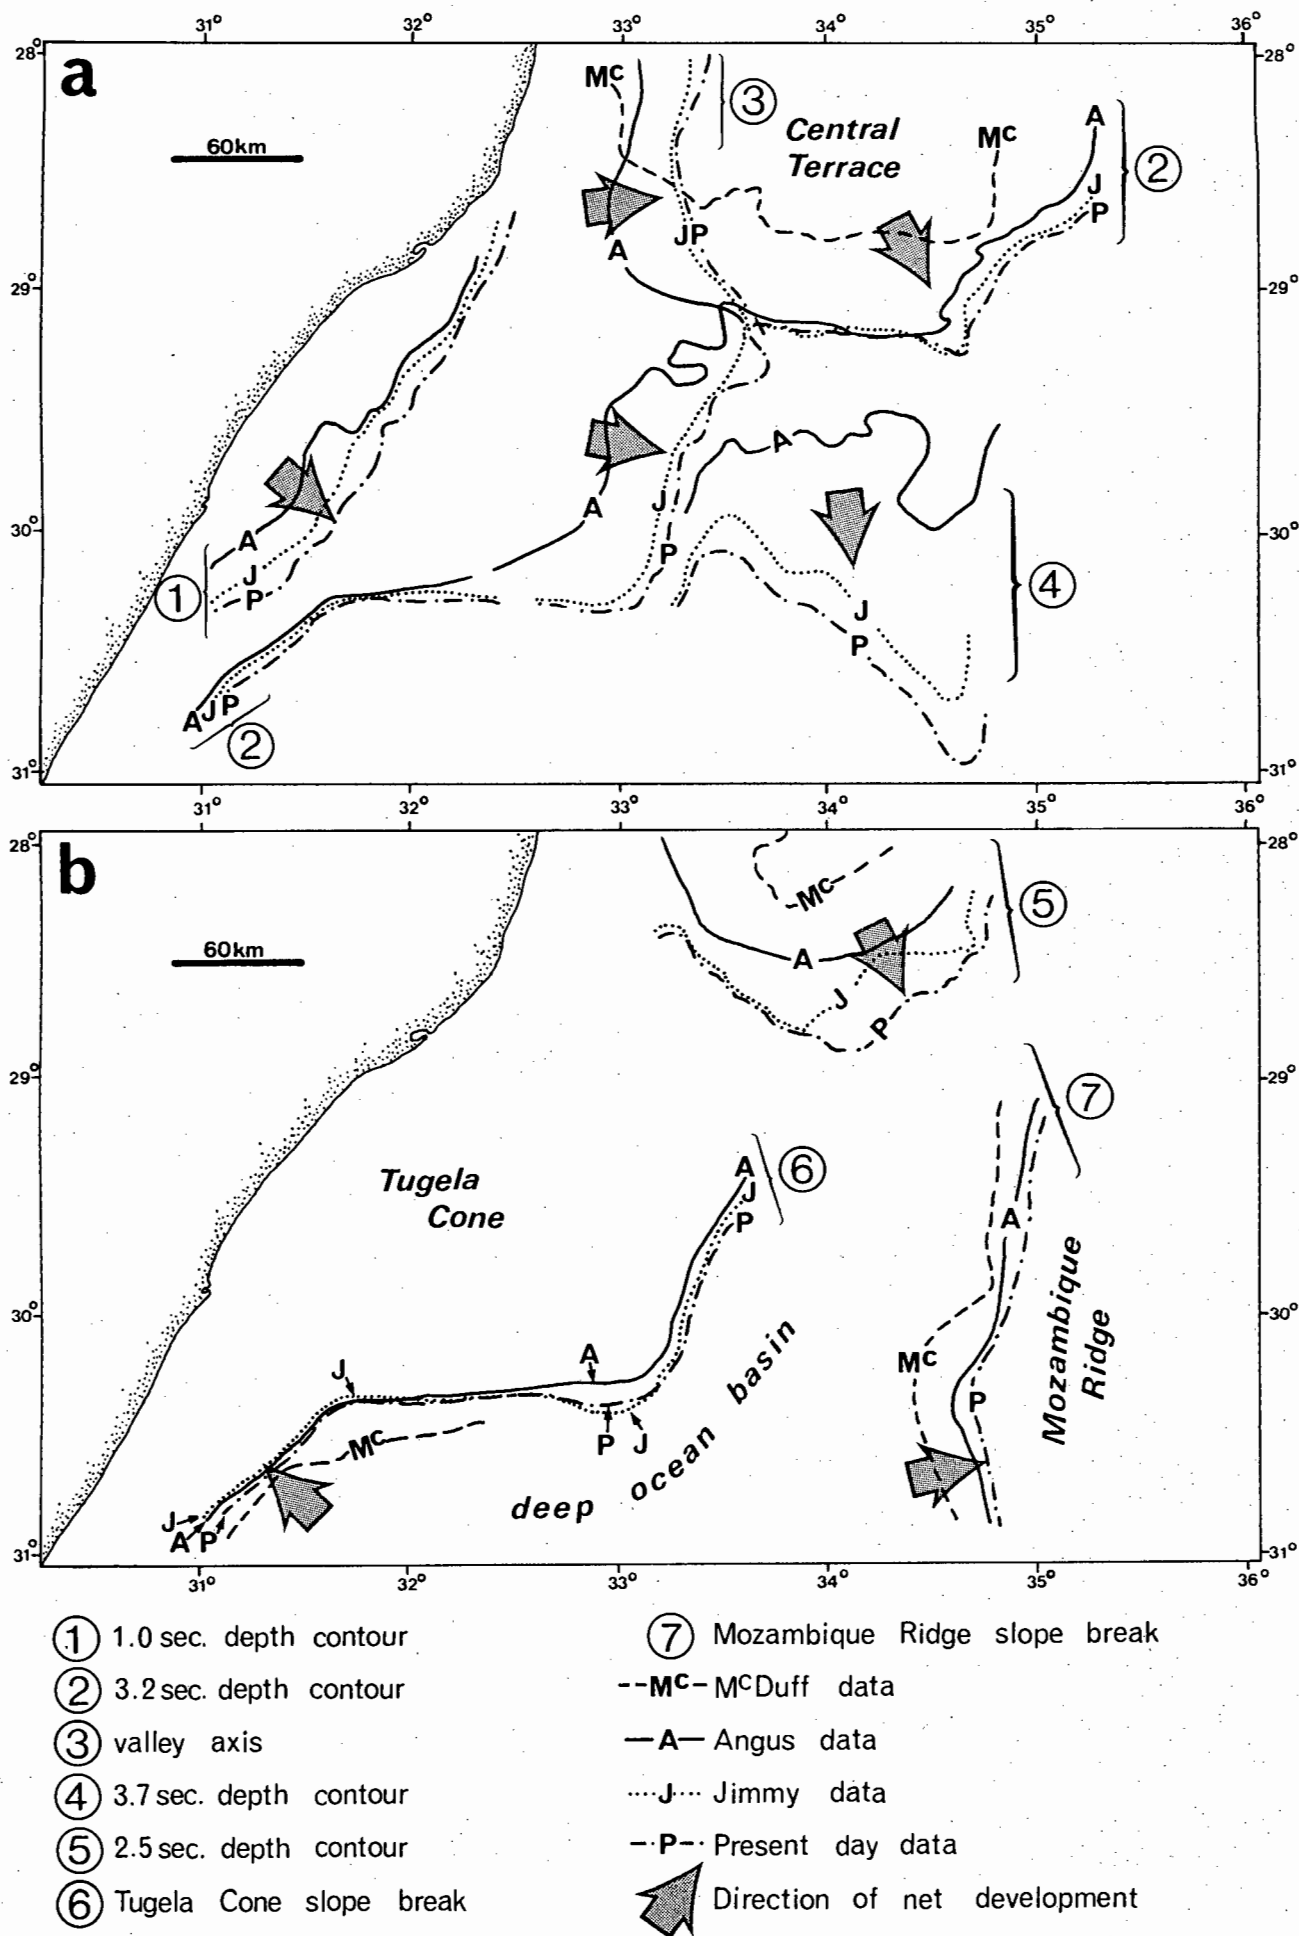 31° 32° 33° 34° 35° 36°
28° 28°
a
60km
Mc
3
Central
Terrace
Mc
A
2
J
P
A
JP
29° 29°
A
A
J
A
4
30° 30°
A
P
J
J
1
P
P
A J P
2
31° 31°
31° 32° 33° 34° 35° 36°
28° 28°
b
60km
Mc
5
A
J
P
29° 29°
7
A
6
J
P
Tugela
Cone
A
Mozambique
Ridge
30° 30°
J
A
Mc
P
Mc
P J
deep ocean basin
J
A P
31° 31°
31° 32° 33° 34° 35° 36°
1 1.0 sec. depth contour
2 3.2 sec. depth contour
3 valley axis
4 3.7 sec. depth contour
5 2.5 sec. depth contour
6 Tugela Cone slope break
7 Mozambique Ridge slope break
--Mc- McDuff data
—A— Angus data
....J.... Jimmy data
-·P-· Present day data
Direction of net development